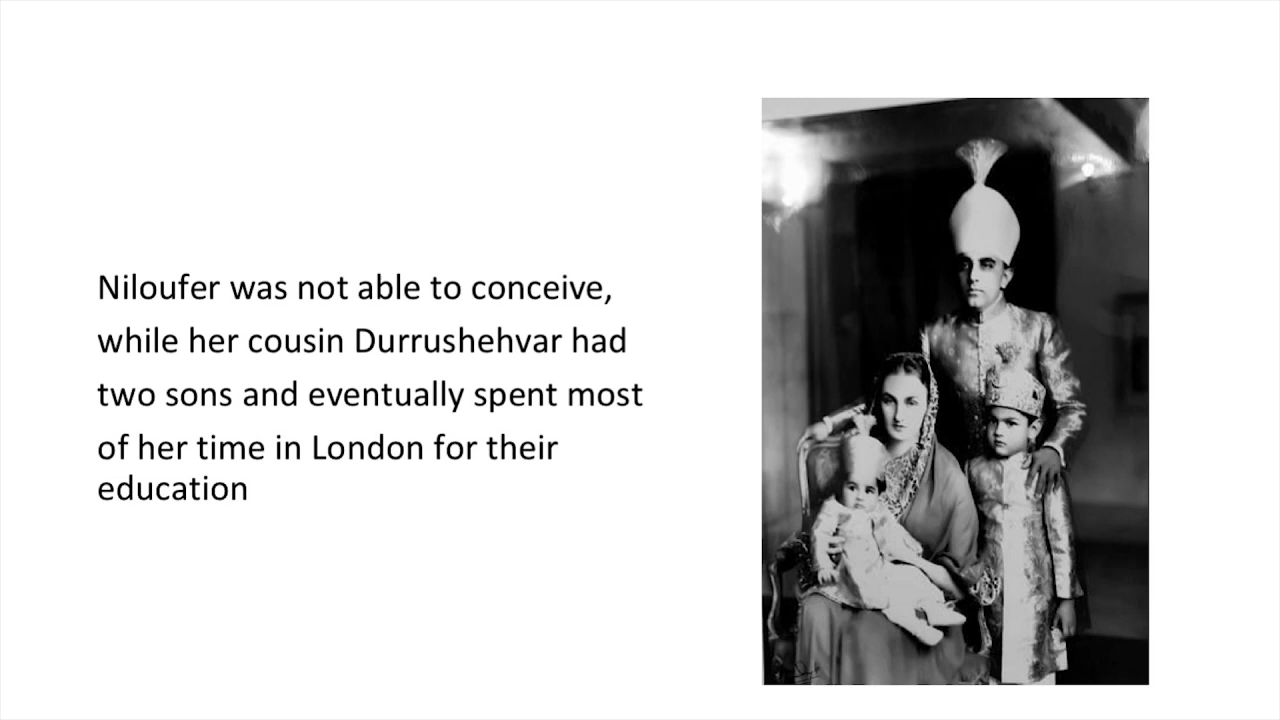 Niloufer was not able to conceive,
while her cousin Durrushehvar had
two sons and eventually spent most
of her time in London for their
education